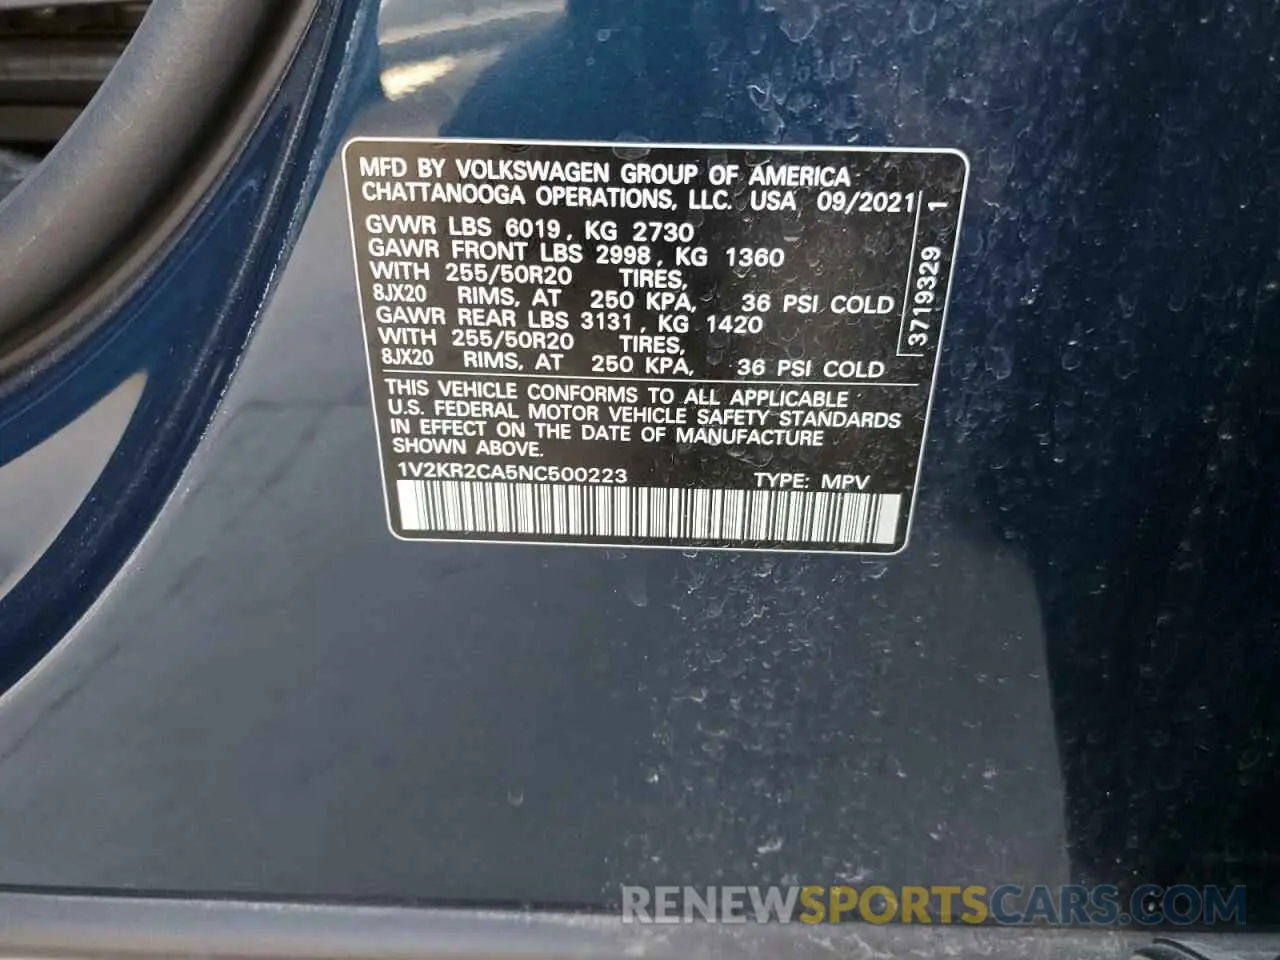 MFD BY VOLKSWAGEN GROUP OF AMERICA
CHATTANOOGA OPERATIONS, LLC. USA 09/2021
GVWR LBS 6019, KG 2730
GAWR FRONT LBS 2998, KG 1360
WITH 255/50R20 TIRES,
8JX20 RIMS, AT 250 KPA, 36 PSI COLD
GAWR REAR LBS 3131, KG 1420
WITH 255/50R20 TIRES,
8JX20 RIMS, AT 250 KPA, 36 PSI COLD
3719329 1
THIS VEHICLE CONFORMS TO ALL APPLICABLE
U.S. FEDERAL MOTOR VEHICLE SAFETY STANDARDS
IN EFFECT ON THE DATE OF MANUFACTURE
SHOWN ABOVE.
1V2KR2CA5NC500223 TYPE: MPV
RENEWSPORTSCARS.COM